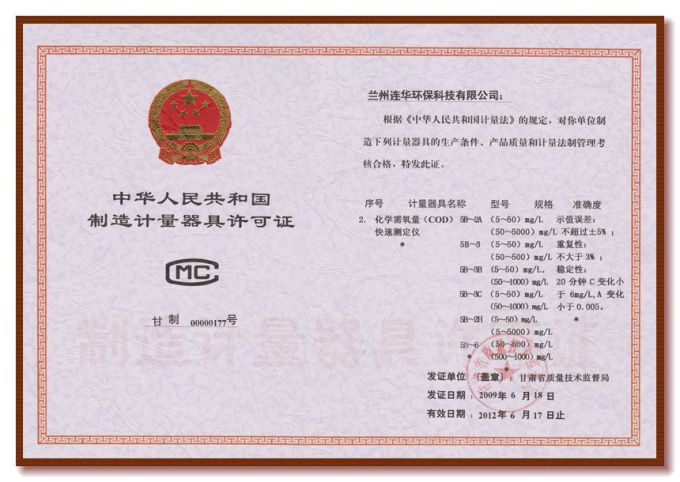 中华人民共和国
制造计量器具许可证
CMC
甘 制 00000177号
兰州连华环保科技有限公司：
根据《中华人民共和国计量法》的规定，对你单位制
造下列计量器具的生产条件、产品质量和计量法制管理考
核合格，特发此证。
序号 计量器具名称 型号 规格 准确度
2. 化学需氧量（COD） 5B-2A （5~50）mg/L 示值误差：
快速测定仪 （50~5000）mg/L 不超过±5%；
* 5B-3 （5~50）mg/L 重复性：
（50~500）mg/L 不大于3%；
5B-3B （5~50）mg/L, 稳定性：
（50~1000）mg/L 20分钟C变化小
5B-3C （5~50）mg/L 于6mg/L,A变化
（50~1000）mg/L 小于0.005。
5B-2H （5~50）mg/L *
（5~5000）mg/L
5B-6 （50~500）mg/L
* （500~1000）mg/L
*
发证单位 （盖章）：甘肃省质量技术监督局
发证日期：2009年 6 月 18日
有效日期：2012年 6 月 17日止